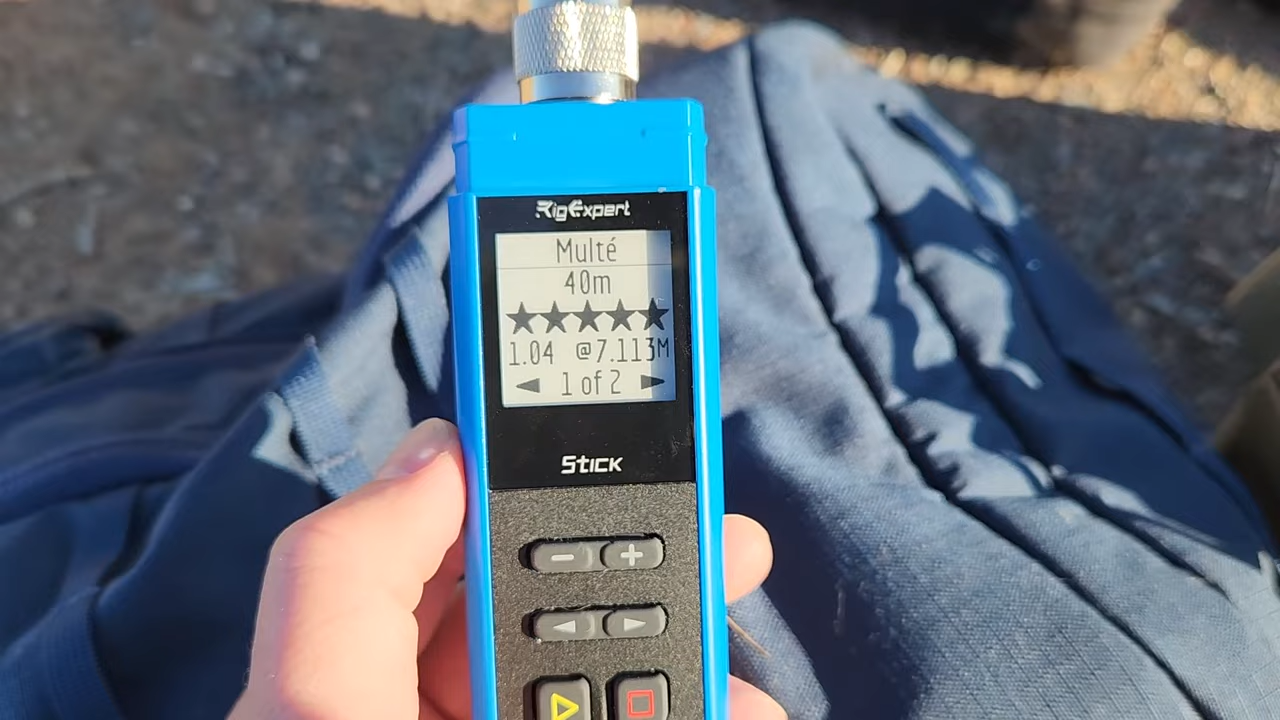 RigExpert
Multé
40m
★★★★★
1.04 @7.113M
◄ 1 of 2 ►
Stick
− +
◄ ►